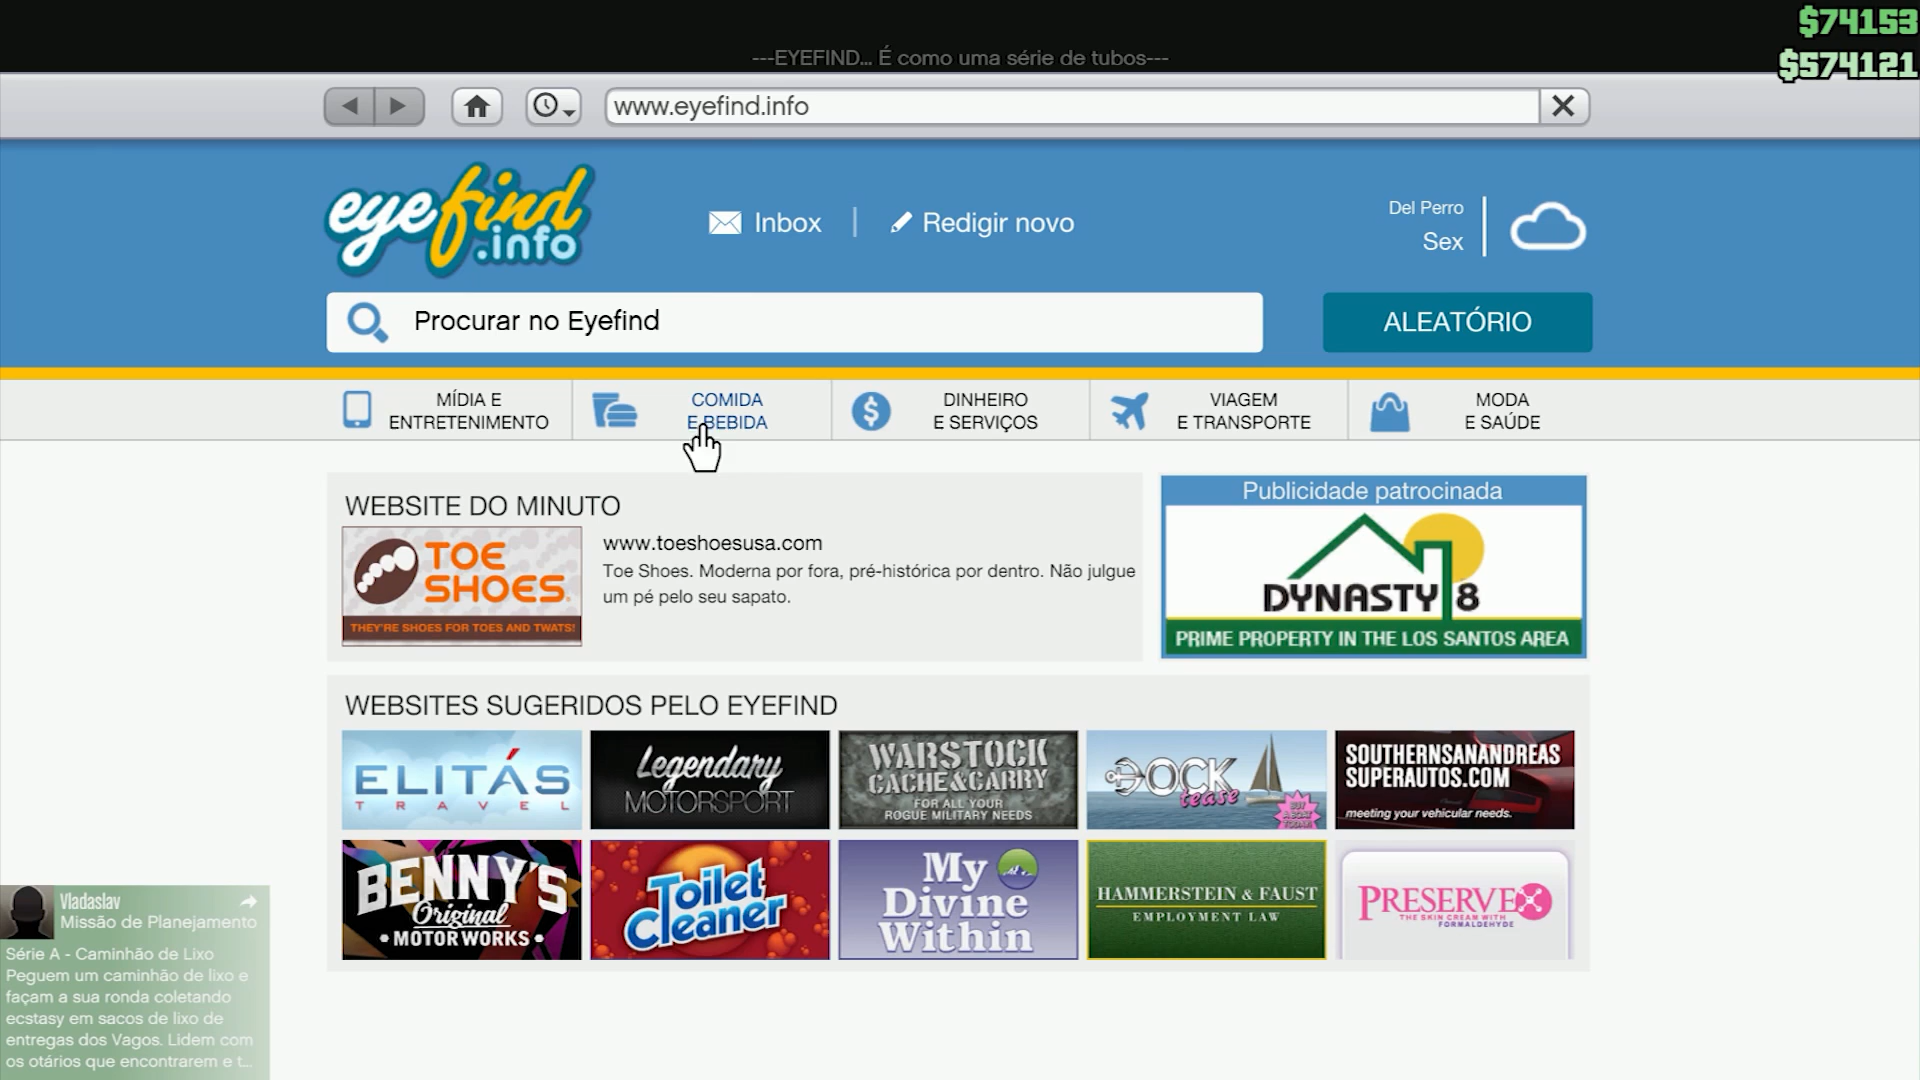 $74153
---EYEFIND... É como uma série de tubos---
$574121
www.eyefind.info
eyefind
.info
Inbox
Redigir novo
Del Perro
Sex
Procurar no Eyefind
ALEATÓRIO
MÍDIA E
ENTRETENIMENTO
COMIDA
E BEBIDA
DINHEIRO
E SERVIÇOS
VIAGEM
E TRANSPORTE
MODA
E SAÚDE
WEBSITE DO MINUTO
TOE
SHOES.
THEY'RE SHOES FOR TOES AND TWATS!
www.toeshoesusa.com
Toe Shoes. Moderna por fora, pré-histórica por dentro. Não julgue
um pé pelo seu sapato.
Publicidade patrocinada
DYNASTY 8
PRIME PROPERTY IN THE LOS SANTOS AREA
WEBSITES SUGERIDOS PELO EYEFIND
ELITÁS
TRAVEL
Legendary
MOTORSPORT
WARSTOCK
CACHE&CARRY
FOR ALL YOUR
ROGUE MILITARY NEEDS
DOCK
tease
BUY
A BOAT
TODAY!
SOUTHERNSANANDREAS
SUPERAUTOS.COM
meeting your vehicular needs.
BENNY'S
Original
•MOTOR WORKS•
Toilet
Cleaner
My
Divine
Within
HAMMERSTEIN & FAUST
EMPLOYMENT LAW
PRESERVEX
THE SKIN CREAM WITH
FORMALDEHYDE
Vladaslav
Missão de Planejamento
Série A - Caminhão de Lixo
Peguem um caminhão de lixo e
façam a sua ronda coletando
ecstasy em sacos de lixo de
entregas dos Vagos. Lidem com
os otários que encontrarem e t...